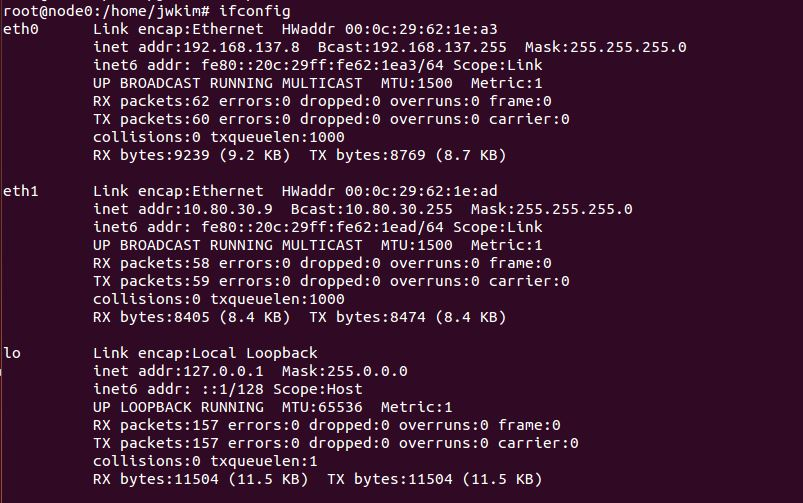 root@node0:/home/jwkim# ifconfig
eth0      Link encap:Ethernet  HWaddr 00:0c:29:62:1e:a3
          inet addr:192.168.137.8  Bcast:192.168.137.255  Mask:255.255.255.0
          inet6 addr: fe80::20c:29ff:fe62:1ea3/64 Scope:Link
          UP BROADCAST RUNNING MULTICAST  MTU:1500  Metric:1
          RX packets:62 errors:0 dropped:0 overruns:0 frame:0
          TX packets:60 errors:0 dropped:0 overruns:0 carrier:0
          collisions:0 txqueuelen:1000
          RX bytes:9239 (9.2 KB)  TX bytes:8769 (8.7 KB)

eth1      Link encap:Ethernet  HWaddr 00:0c:29:62:1e:ad
          inet addr:10.80.30.9  Bcast:10.80.30.255  Mask:255.255.255.0
          inet6 addr: fe80::20c:29ff:fe62:1ead/64 Scope:Link
          UP BROADCAST RUNNING MULTICAST  MTU:1500  Metric:1
          RX packets:58 errors:0 dropped:0 overruns:0 frame:0
          TX packets:59 errors:0 dropped:0 overruns:0 carrier:0
          collisions:0 txqueuelen:1000
          RX bytes:8405 (8.4 KB)  TX bytes:8474 (8.4 KB)

lo        Link encap:Local Loopback
          inet addr:127.0.0.1  Mask:255.0.0.0
          inet6 addr: ::1/128 Scope:Host
          UP LOOPBACK RUNNING  MTU:65536  Metric:1
          RX packets:157 errors:0 dropped:0 overruns:0 frame:0
          TX packets:157 errors:0 dropped:0 overruns:0 carrier:0
          collisions:0 txqueuelen:1
          RX bytes:11504 (11.5 KB)  TX bytes:11504 (11.5 KB)